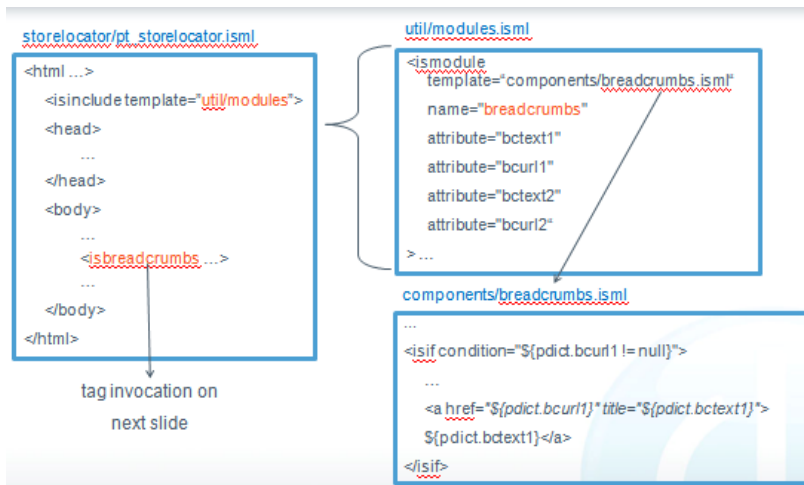 storelocator/pt_storelocator.isml
<html ...>
<isinclude template="util/modules">
<head>
...
</head>
<body>
...
<isbreadcrumbs ...>
...
</body>
</html>
tag invocation on
next slide
util/modules.isml
<ismodule
template=“components/breadcrumbs.isml“
name="breadcrumbs"
attribute="bctext1"
attribute="bcurl1"
attribute="bctext2"
attribute="bcurl2“
> ...
components/breadcrumbs.isml
...
<isif condition="${pdict.bcurl1 != null}">
...
<a href="${pdict.bcurl1}" title="${pdict.bctext1}">
${pdict.bctext1}</a>
</isif>